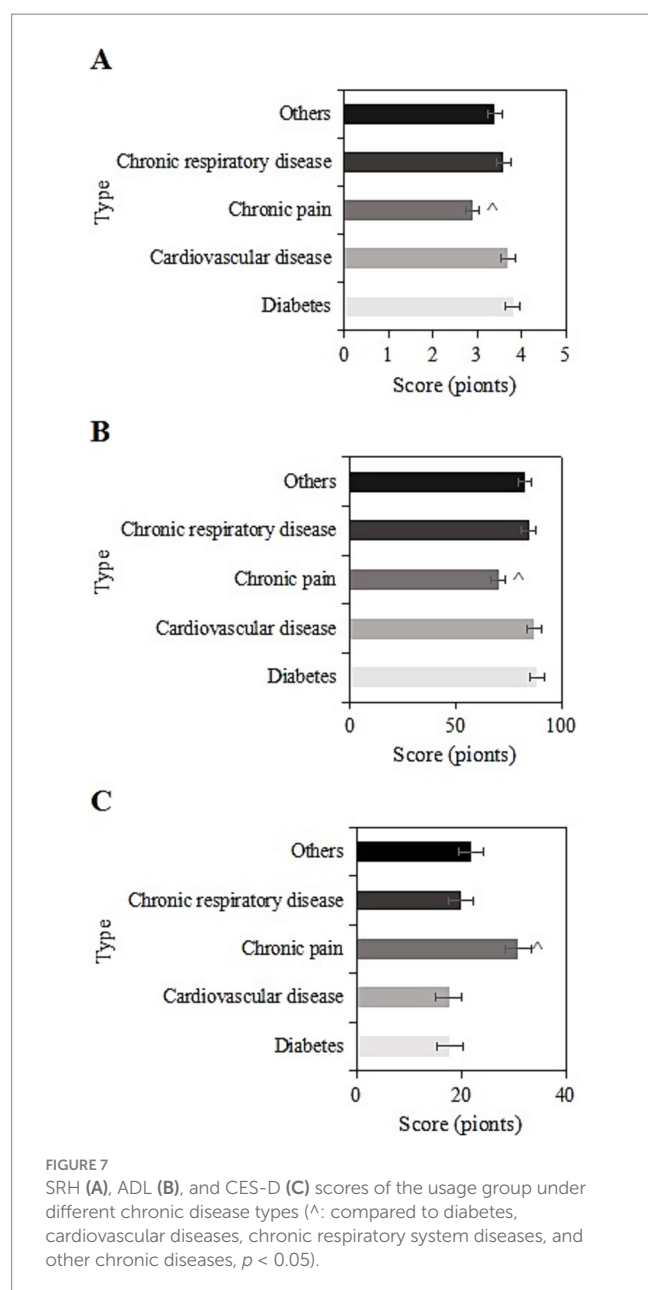 A
Type
Others
Chronic respiratory disease
Chronic pain
^
Cardiovascular disease
Diabetes
0 1 2 3 4 5
Score (pionts)
B
Type
Others
Chronic respiratory disease
Chronic pain
^
Cardiovascular disease
Diabetes
0 50 100
Score (pionts)
C
Type
Others
Chronic respiratory disease
Chronic pain
^
Cardiovascular disease
Diabetes
0 20 40
Score (pionts)
FIGURE 7
SRH (A), ADL (B), and CES-D (C) scores of the usage group under
different chronic disease types (^: compared to diabetes,
cardiovascular diseases, chronic respiratory system diseases, and
other chronic diseases, p < 0.05).